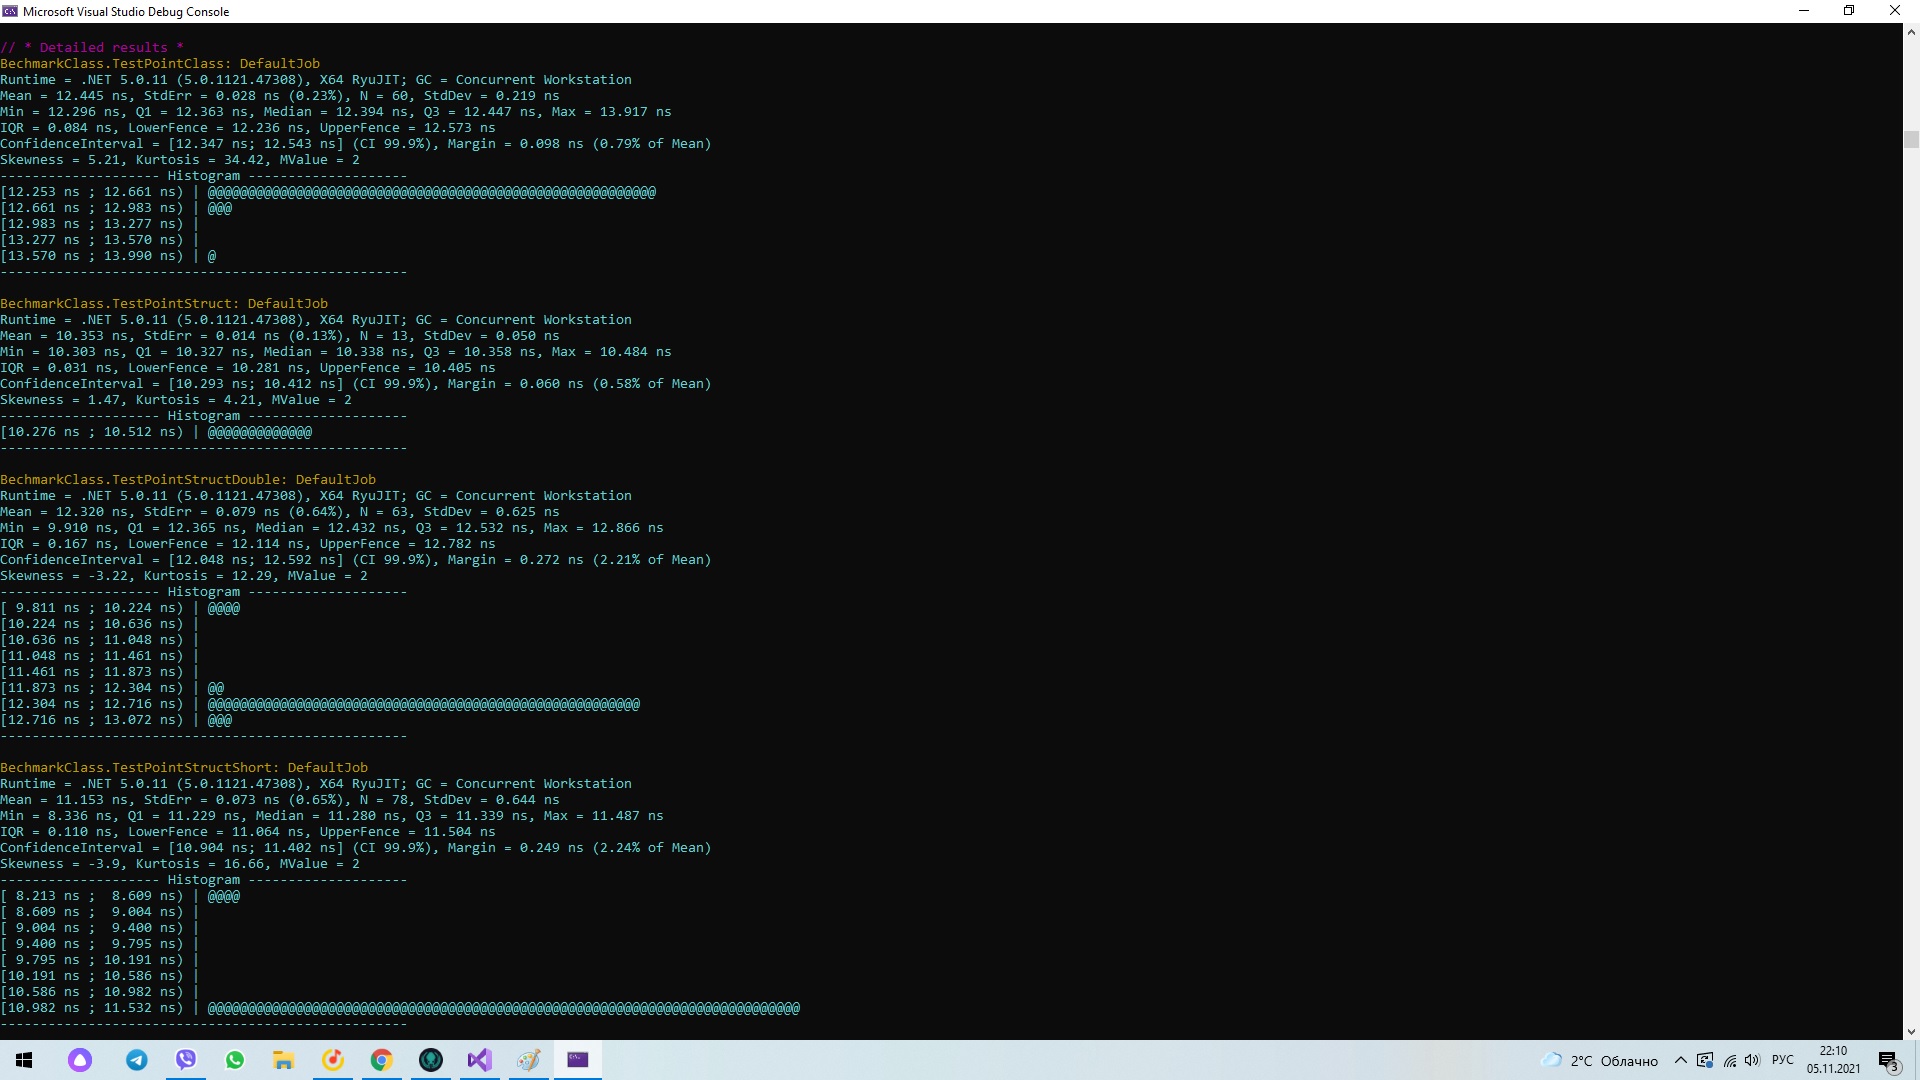 Microsoft Visual Studio Debug Console
// * Detailed results *
BechmarkClass.TestPointClass: DefaultJob
Runtime = .NET 5.0.11 (5.0.1121.47308), X64 RyuJIT; GC = Concurrent Workstation
Mean = 12.445 ns, StdErr = 0.028 ns (0.23%), N = 60, StdDev = 0.219 ns
Min = 12.296 ns, Q1 = 12.363 ns, Median = 12.394 ns, Q3 = 12.447 ns, Max = 13.917 ns
IQR = 0.084 ns, LowerFence = 12.236 ns, UpperFence = 12.573 ns
ConfidenceInterval = [12.347 ns; 12.543 ns] (CI 99.9%), Margin = 0.098 ns (0.79% of Mean)
Skewness = 5.21, Kurtosis = 34.42, MValue = 2
-------------------- Histogram --------------------
[12.253 ns ; 12.661 ns) | @@@@@@@@@@@@@@@@@@@@@@@@@@@@@@@@@@@@@@@@@@@@@@@@@@@@@@@@
[12.661 ns ; 12.983 ns) | @@@
[12.983 ns ; 13.277 ns) |
[13.277 ns ; 13.570 ns) |
[13.570 ns ; 13.990 ns) | @
---------------------------------------------------
BechmarkClass.TestPointStruct: DefaultJob
Runtime = .NET 5.0.11 (5.0.1121.47308), X64 RyuJIT; GC = Concurrent Workstation
Mean = 10.353 ns, StdErr = 0.014 ns (0.13%), N = 13, StdDev = 0.050 ns
Min = 10.303 ns, Q1 = 10.327 ns, Median = 10.338 ns, Q3 = 10.358 ns, Max = 10.484 ns
IQR = 0.031 ns, LowerFence = 10.281 ns, UpperFence = 10.405 ns
ConfidenceInterval = [10.293 ns; 10.412 ns] (CI 99.9%), Margin = 0.060 ns (0.58% of Mean)
Skewness = 1.47, Kurtosis = 4.21, MValue = 2
-------------------- Histogram --------------------
[10.276 ns ; 10.512 ns) | @@@@@@@@@@@@@
---------------------------------------------------
BechmarkClass.TestPointStructDouble: DefaultJob
Runtime = .NET 5.0.11 (5.0.1121.47308), X64 RyuJIT; GC = Concurrent Workstation
Mean = 12.320 ns, StdErr = 0.079 ns (0.64%), N = 63, StdDev = 0.625 ns
Min = 9.910 ns, Q1 = 12.365 ns, Median = 12.432 ns, Q3 = 12.532 ns, Max = 12.866 ns
IQR = 0.167 ns, LowerFence = 12.114 ns, UpperFence = 12.782 ns
ConfidenceInterval = [12.048 ns; 12.592 ns] (CI 99.9%), Margin = 0.272 ns (2.21% of Mean)
Skewness = -3.22, Kurtosis = 12.29, MValue = 2
-------------------- Histogram --------------------
[ 9.811 ns ; 10.224 ns) | @@@@
[10.224 ns ; 10.636 ns) |
[10.636 ns ; 11.048 ns) |
[11.048 ns ; 11.461 ns) |
[11.461 ns ; 11.873 ns) |
[11.873 ns ; 12.304 ns) | @@
[12.304 ns ; 12.716 ns) | @@@@@@@@@@@@@@@@@@@@@@@@@@@@@@@@@@@@@@@@@@@@@@@@@@@@@@
[12.716 ns ; 13.072 ns) | @@@
---------------------------------------------------
BechmarkClass.TestPointStructShort: DefaultJob
Runtime = .NET 5.0.11 (5.0.1121.47308), X64 RyuJIT; GC = Concurrent Workstation
Mean = 11.153 ns, StdErr = 0.073 ns (0.65%), N = 78, StdDev = 0.644 ns
Min = 8.336 ns, Q1 = 11.229 ns, Median = 11.280 ns, Q3 = 11.339 ns, Max = 11.487 ns
IQR = 0.110 ns, LowerFence = 11.064 ns, UpperFence = 11.504 ns
ConfidenceInterval = [10.904 ns; 11.402 ns] (CI 99.9%), Margin = 0.249 ns (2.24% of Mean)
Skewness = -3.9, Kurtosis = 16.66, MValue = 2
-------------------- Histogram --------------------
[ 8.213 ns ;  8.609 ns) | @@@@
[ 8.609 ns ;  9.004 ns) |
[ 9.004 ns ;  9.400 ns) |
[ 9.400 ns ;  9.795 ns) |
[ 9.795 ns ; 10.191 ns) |
[10.191 ns ; 10.586 ns) |
[10.586 ns ; 10.982 ns) |
[10.982 ns ; 11.532 ns) | @@@@@@@@@@@@@@@@@@@@@@@@@@@@@@@@@@@@@@@@@@@@@@@@@@@@@@@@@@@@@@@@@@@@@@@@@@
---------------------------------------------------
2°C Облачно РУС
22:10
05.11.2021
3